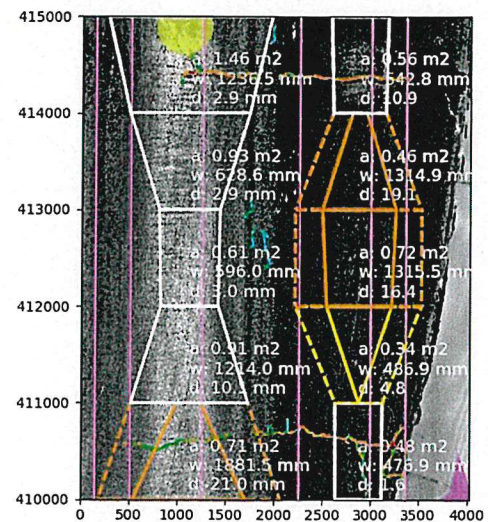 415000
a: 1.46 m2
w: 1236.5 mm
d: 2.9 mm
a: 0.56 m2
w: 542.8 mm
d: 10.9
414000
a: 0.93 m2
w: 628.6 mm
d: 2.9 mm
a: 0.46 m2
w: 1314.9 mm
d: 19.1
413000
a: 0.61 m2
w: 596.0 mm
d: 3.0 mm
a: 0.72 m2
w: 1315.5 mm
d: 16.4
412000
a: 0.91 m2
w: 1214.0 mm
d: 10. mm
a: 0.34 m2
w: 486.9 mm
d: 4.8
411000
a: 0.71 m2
w: 1881.5 mm
d: 21.0 mm
a: 0.48 m2
w: 476.9 mm
d: 1.6
410000
0 500 1000 1500 2000 2500 3000 3500 4000